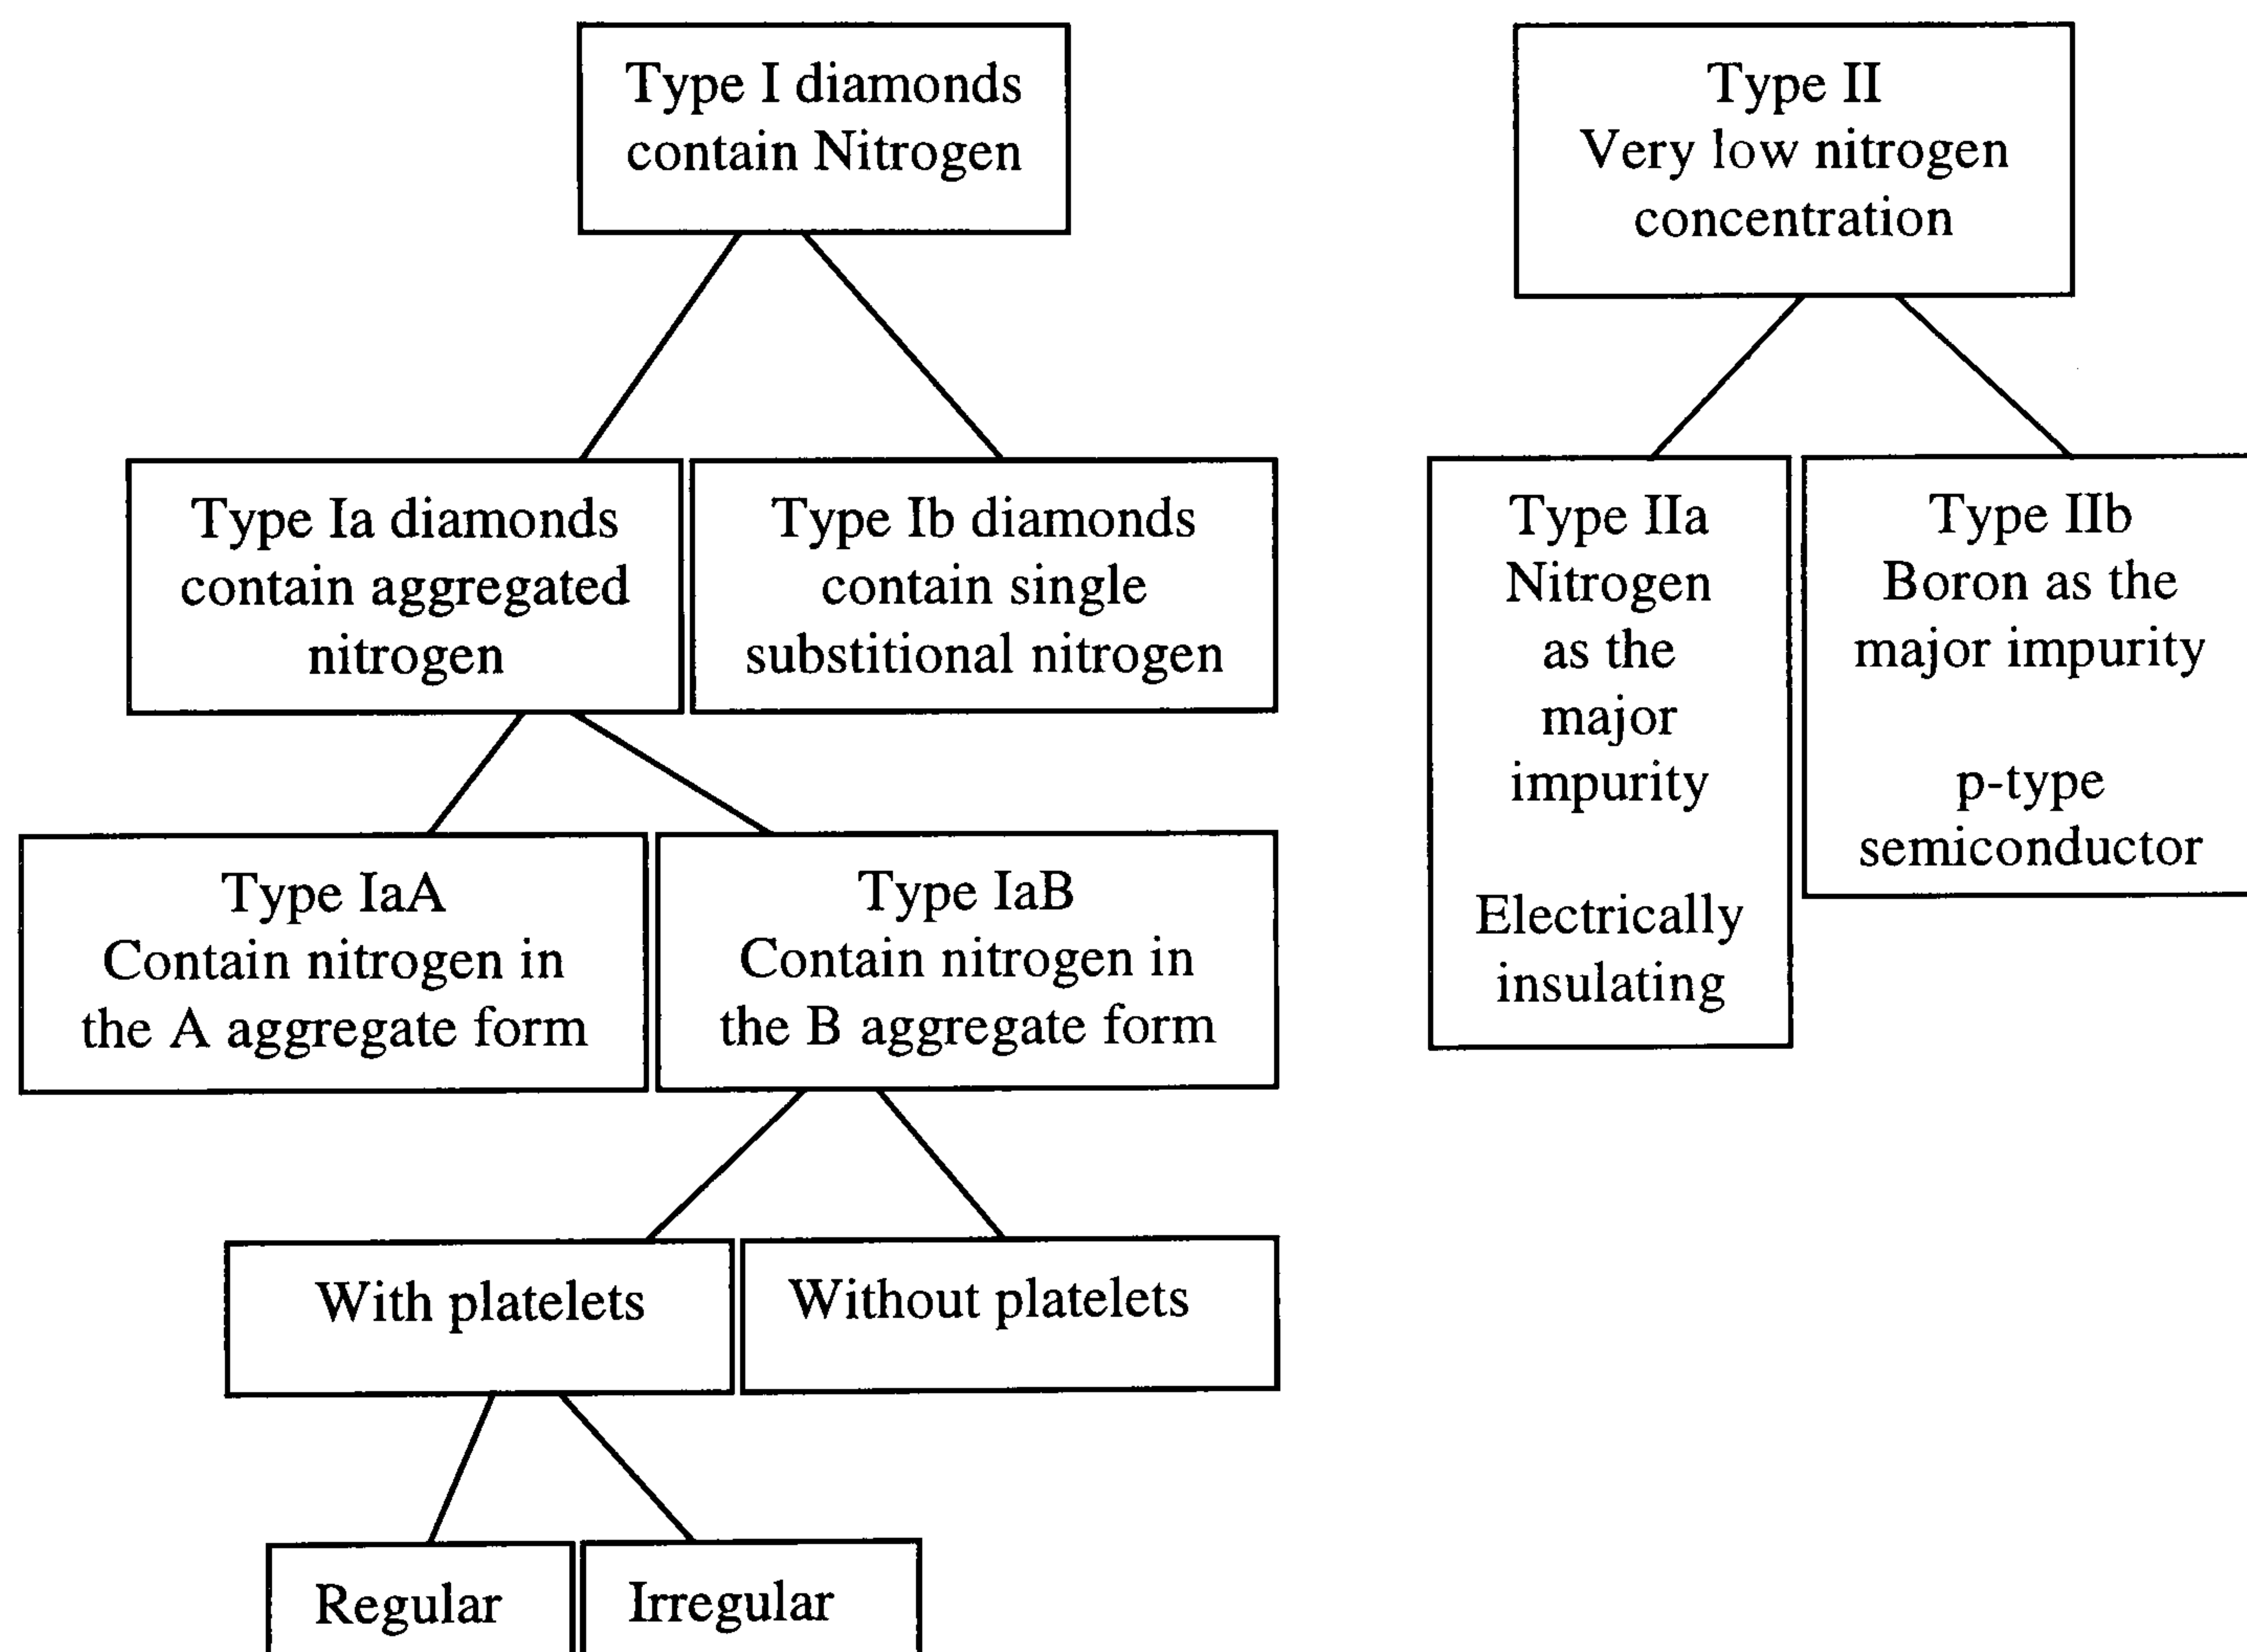 Type I diamonds
contain Nitrogen
Type II
Very low nitrogen
concentration
Type Ia diamonds
contain aggregated
nitrogen
Type Ib diamonds
contain single
substitional nitrogen
Type IIa
Nitrogen
as the
major
impurity
Electrically
insulating
Type IIb
Boron as the
major impurity
p-type
semiconductor
Type IaA
Contain nitrogen in
the A aggregate form
Type IaB
Contain nitrogen in
the B aggregate form
With platelets
Without platelets
Regular
Irregular